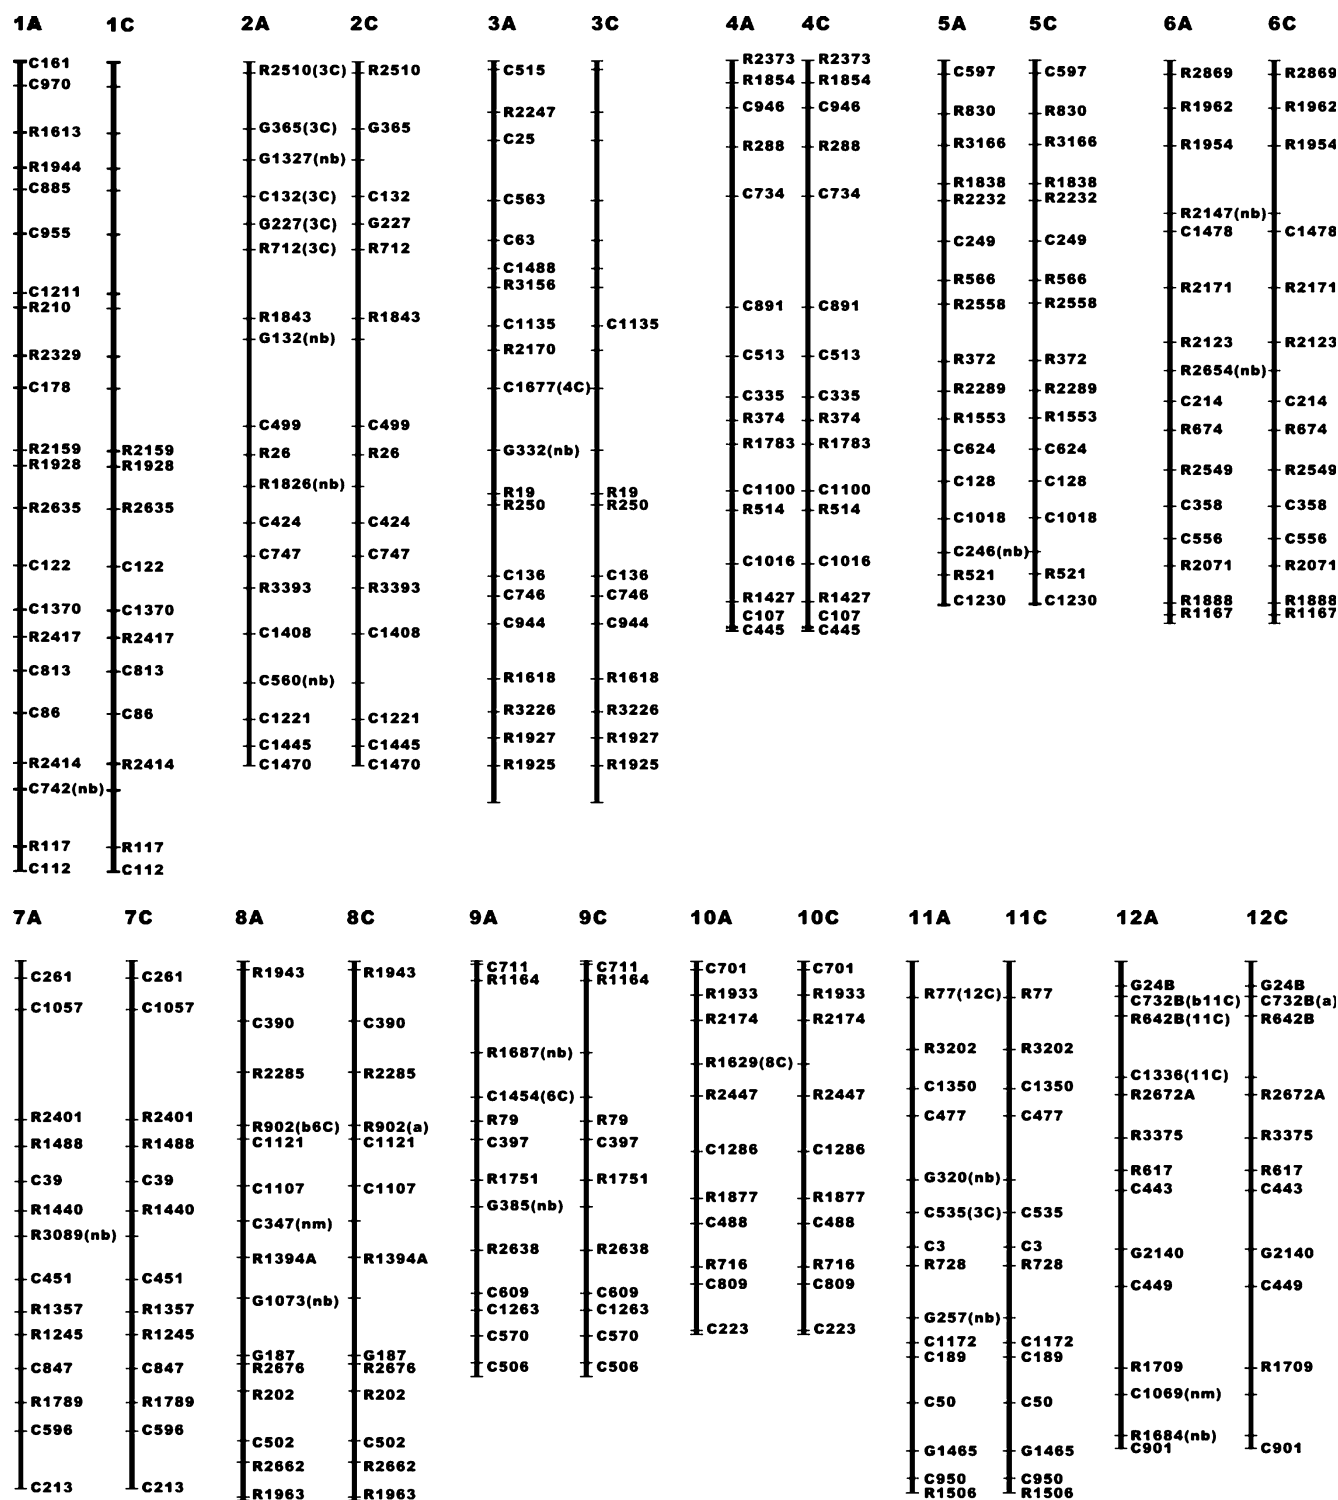 1A 1C 2A 2C 3A 3C 4A 4C 5A 5C 6A 6C
C161
C970
R1613
R1944
C885
C955
C1211
R210
R2329
C178
R2159 R2159
R1928 R1928
R2635 R2635
C122 C122
C1370 C1370
R2417 R2417
C813 C813
C86 C86
R2414 R2414
C742(nb)
R117 R117
C112 C112
R2510(3C) R2510
G365(3C) G365
G1327(nb)
C132(3C) C132
G227(3C) G227
R712(3C) R712
R1843 R1843
G132(nb)
C499 C499
R26 R26
R1826(nb)
C424 C424
C747 C747
R3393 R3393
C1408 C1408
C560(nb)
C1221 C1221
C1445 C1445
C1470 C1470
C515
R2247
C25
C563
C63
C1488
R3156
C1135 C1135
R2170
C1677(4C)
G332(nb)
R19 R19
R250 R250
C136 C136
C746 C746
C944 C944
R1618 R1618
R3226 R3226
R1927 R1927
R1925 R1925
R2373 R2373
R1854 R1854
C946 C946
R288 R288
C734 C734
C891 C891
C513 C513
C335 C335
R374 R374
R1783 R1783
C1100 C1100
R514 R514
C1016 C1016
R1427 R1427
C107 C107
C445 C445
C597 C597
R830 R830
R3166 R3166
R1838 R1838
R2232 R2232
C249 C249
R566 R566
R2558 R2558
R372 R372
R2289 R2289
R1553 R1553
C624 C624
C128 C128
C1018 C1018
C246(nb)
R521 R521
C1230 C1230
R2869 R2869
R1962 R1962
R1954 R1954
R2147(nb)
C1478 C1478
R2171 R2171
R2123 R2123
R2654(nb)
C214 C214
R674 R674
R2549 R2549
C358 C358
C556 C556
R2071 R2071
R1888 R1888
R1167 R1167
7A 7C 8A 8C 9A 9C 10A 10C 11A 11C 12A 12C
C261 C261
C1057 C1057
R2401 R2401
R1488 R1488
C39 C39
R1440 R1440
R3089(nb)
C451 C451
R1357 R1357
R1245 R1245
C847 C847
R1789 R1789
C596 C596
C213 C213
R1943 R1943
C390 C390
R2285 R2285
R902(b6C) R902(a)
C1121 C1121
C1107 C1107
C347(nm)
R1394A R1394A
G1073(nb)
G187 G187
R2676 R2676
R202 R202
C502 C502
R2662 R2662
R1963 R1963
C711 C711
R1164 R1164
R1687(nb)
C1454(6C)
R79 R79
C397 C397
R1751 R1751
G385(nb)
R2638 R2638
C609 C609
C1263 C1263
C570 C570
C506 C506
C701 C701
R1933 R1933
R2174 R2174
R1629(8C)
R2447 R2447
C1286 C1286
R1877 R1877
C488 C488
R716 R716
C809 C809
C223 C223
R77(12C) R77
R3202 R3202
C1350 C1350
C477 C477
G320(nb)
C535(3C) C535
C3 C3
R728 R728
G257(nb)
C1172 C1172
C189 C189
C50 C50
G1465 G1465
C950 C950
R1506 R1506
G24B G24B
C732B(b11C) C732B(a)
R642B(11C) R642B
C1336(11C)
R2672A R2672A
R3375 R3375
R617 R617
C443 C443
G2140 G2140
C449 C449
R1709 R1709
C1069(nm)
R1684(nb)
C901 C901